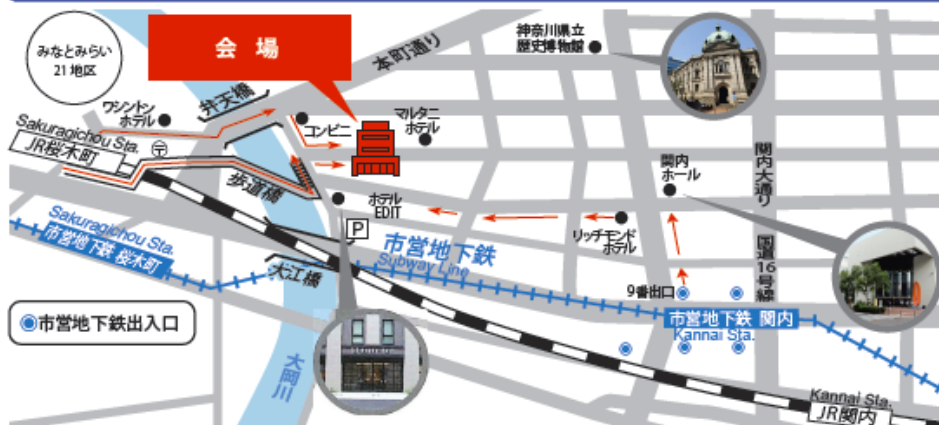 みなとみらい
21地区
会場
本町通り
神奈川県立
歴史博物館
弁天橋
ワシントン
ホテル
コンビニ
マルタニ
ホテル
Sakuragichou Sta.
JR桜木町
〒
歩道橋
ホテル
EDIT
P
関内
ホール
関内大通り
リッチモンド
ホテル
国道16号線
Sakuragichou Sta.
市営地下鉄 桜木町
市営地下鉄
Subway Line
大江橋
9番出口
市営地下鉄 関内
Kannai Sta.
市営地下鉄出入口
大岡川
Kannai Sta.
JR関内